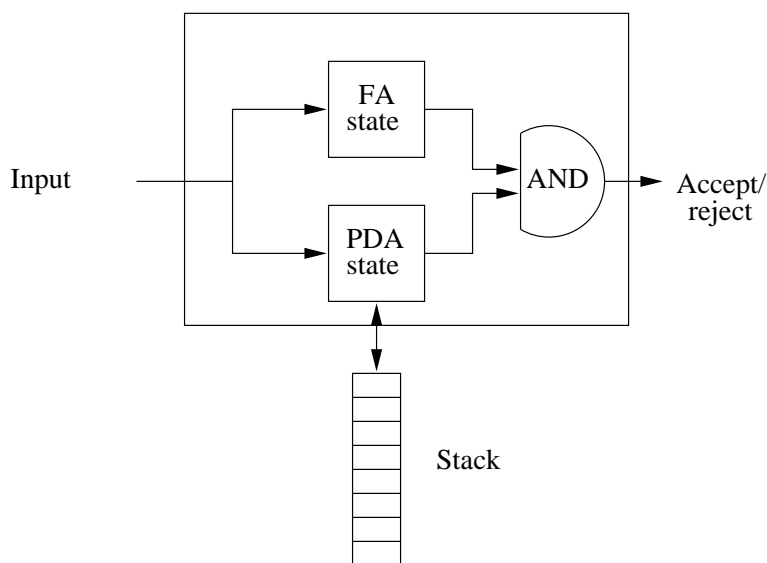 FA
state
Input
AND
Accept/
reject
PDA
state
Stack